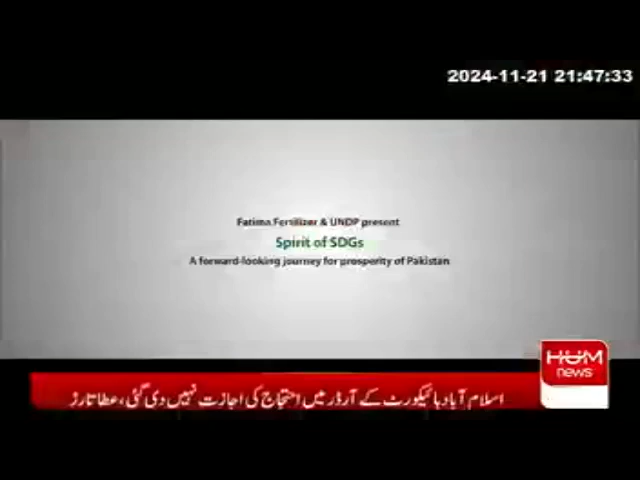 2024-11-21 21:47:33
Fatima Fertilizer & UNDP present
Spirit of SDGs
A forward-looking journey for prosperity of Pakistan
HUM
news
اسلام آباد ہائیکورٹ کے آرڈر میں احتجاج کی اجازت نہیں دی گئی، عطا تارڑ